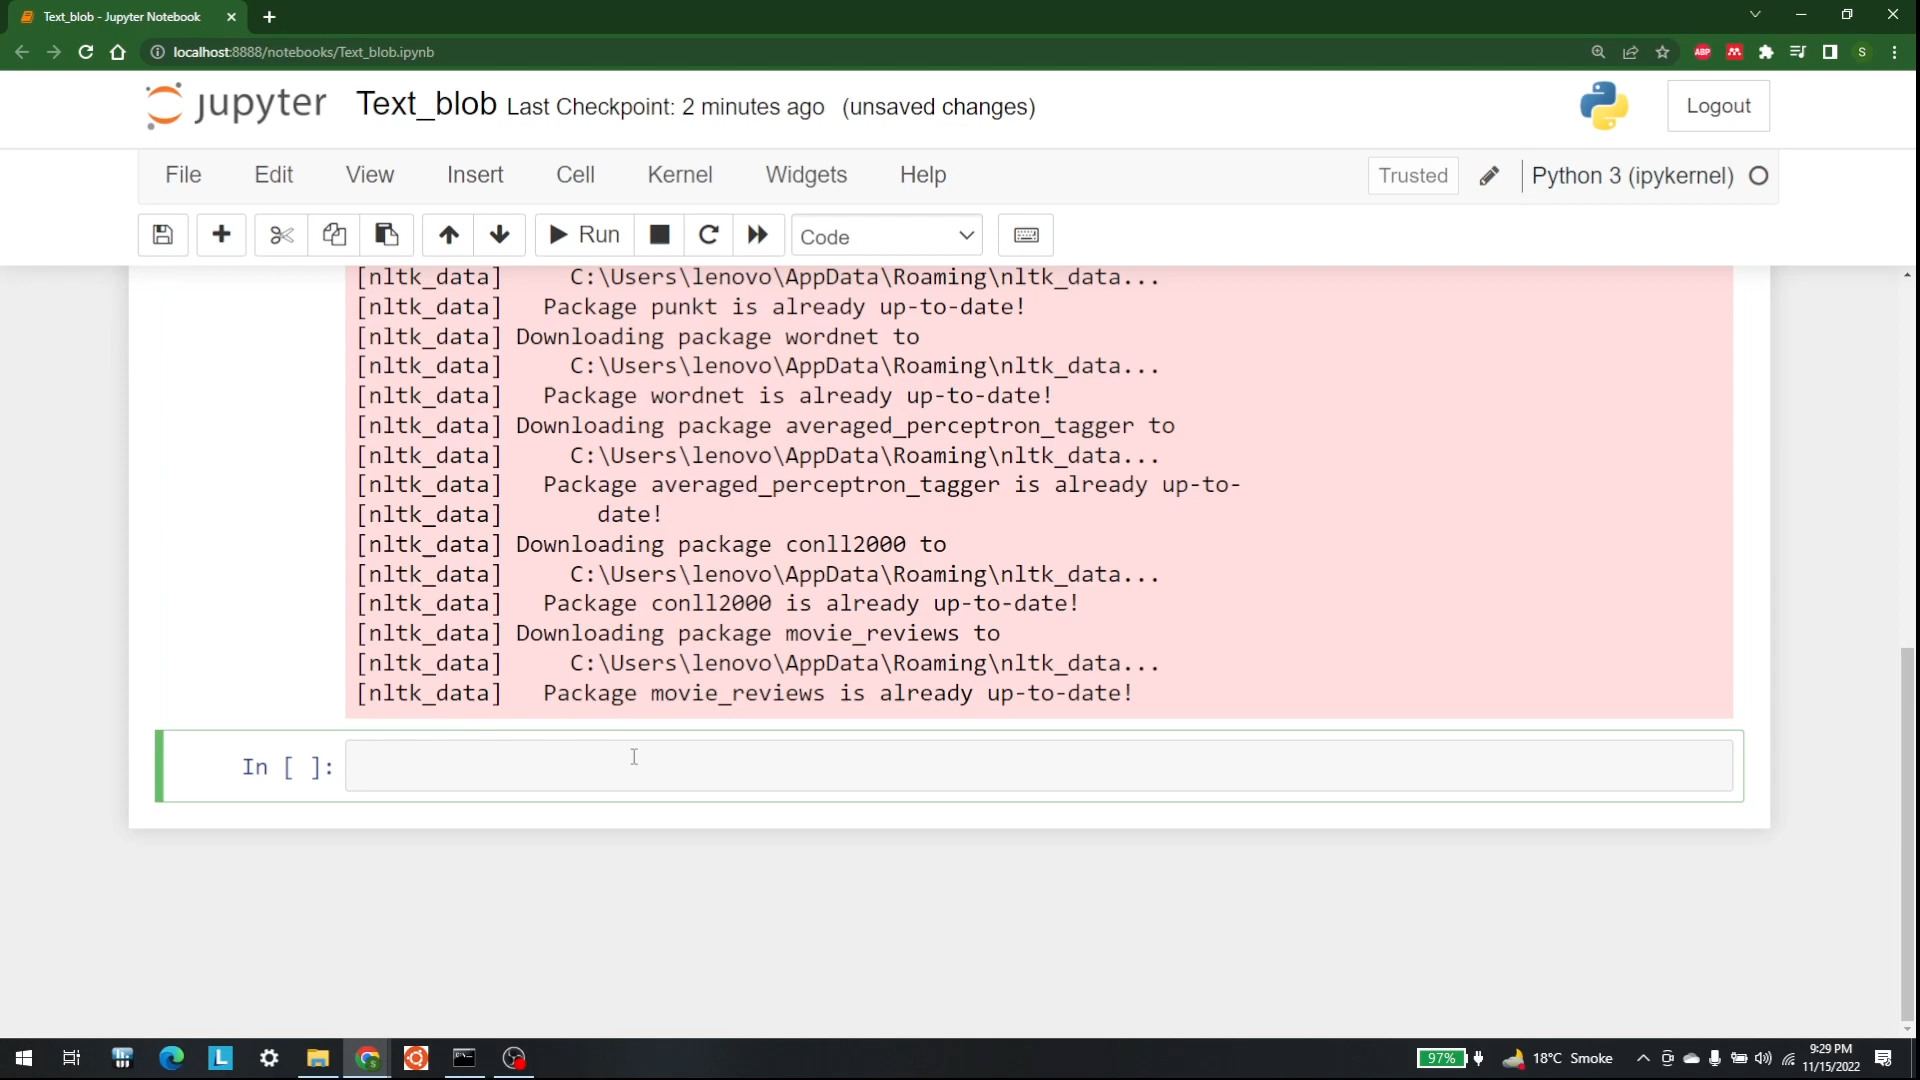 Text_blob - Jupyter Notebook
localhost:8888/notebooks/Text_blob.ipynb
ABP
S
jupyter Text_blob Last Checkpoint: 2 minutes ago (unsaved changes)
Logout
File Edit View Insert Cell Kernel Widgets Help
Trusted
Python 3 (ipykernel)
Run
Code
[nltk_data]     C:\Users\lenovo\AppData\Roaming\nltk_data...
[nltk_data]   Package punkt is already up-to-date!
[nltk_data] Downloading package wordnet to
[nltk_data]     C:\Users\lenovo\AppData\Roaming\nltk_data...
[nltk_data]   Package wordnet is already up-to-date!
[nltk_data] Downloading package averaged_perceptron_tagger to
[nltk_data]     C:\Users\lenovo\AppData\Roaming\nltk_data...
[nltk_data]   Package averaged_perceptron_tagger is already up-to-
[nltk_data]       date!
[nltk_data] Downloading package conll2000 to
[nltk_data]     C:\Users\lenovo\AppData\Roaming\nltk_data...
[nltk_data]   Package conll2000 is already up-to-date!
[nltk_data] Downloading package movie_reviews to
[nltk_data]     C:\Users\lenovo\AppData\Roaming\nltk_data...
[nltk_data]   Package movie_reviews is already up-to-date!
In [ ]:
L
97%
18°C Smoke
9:29 PM
11/15/2022